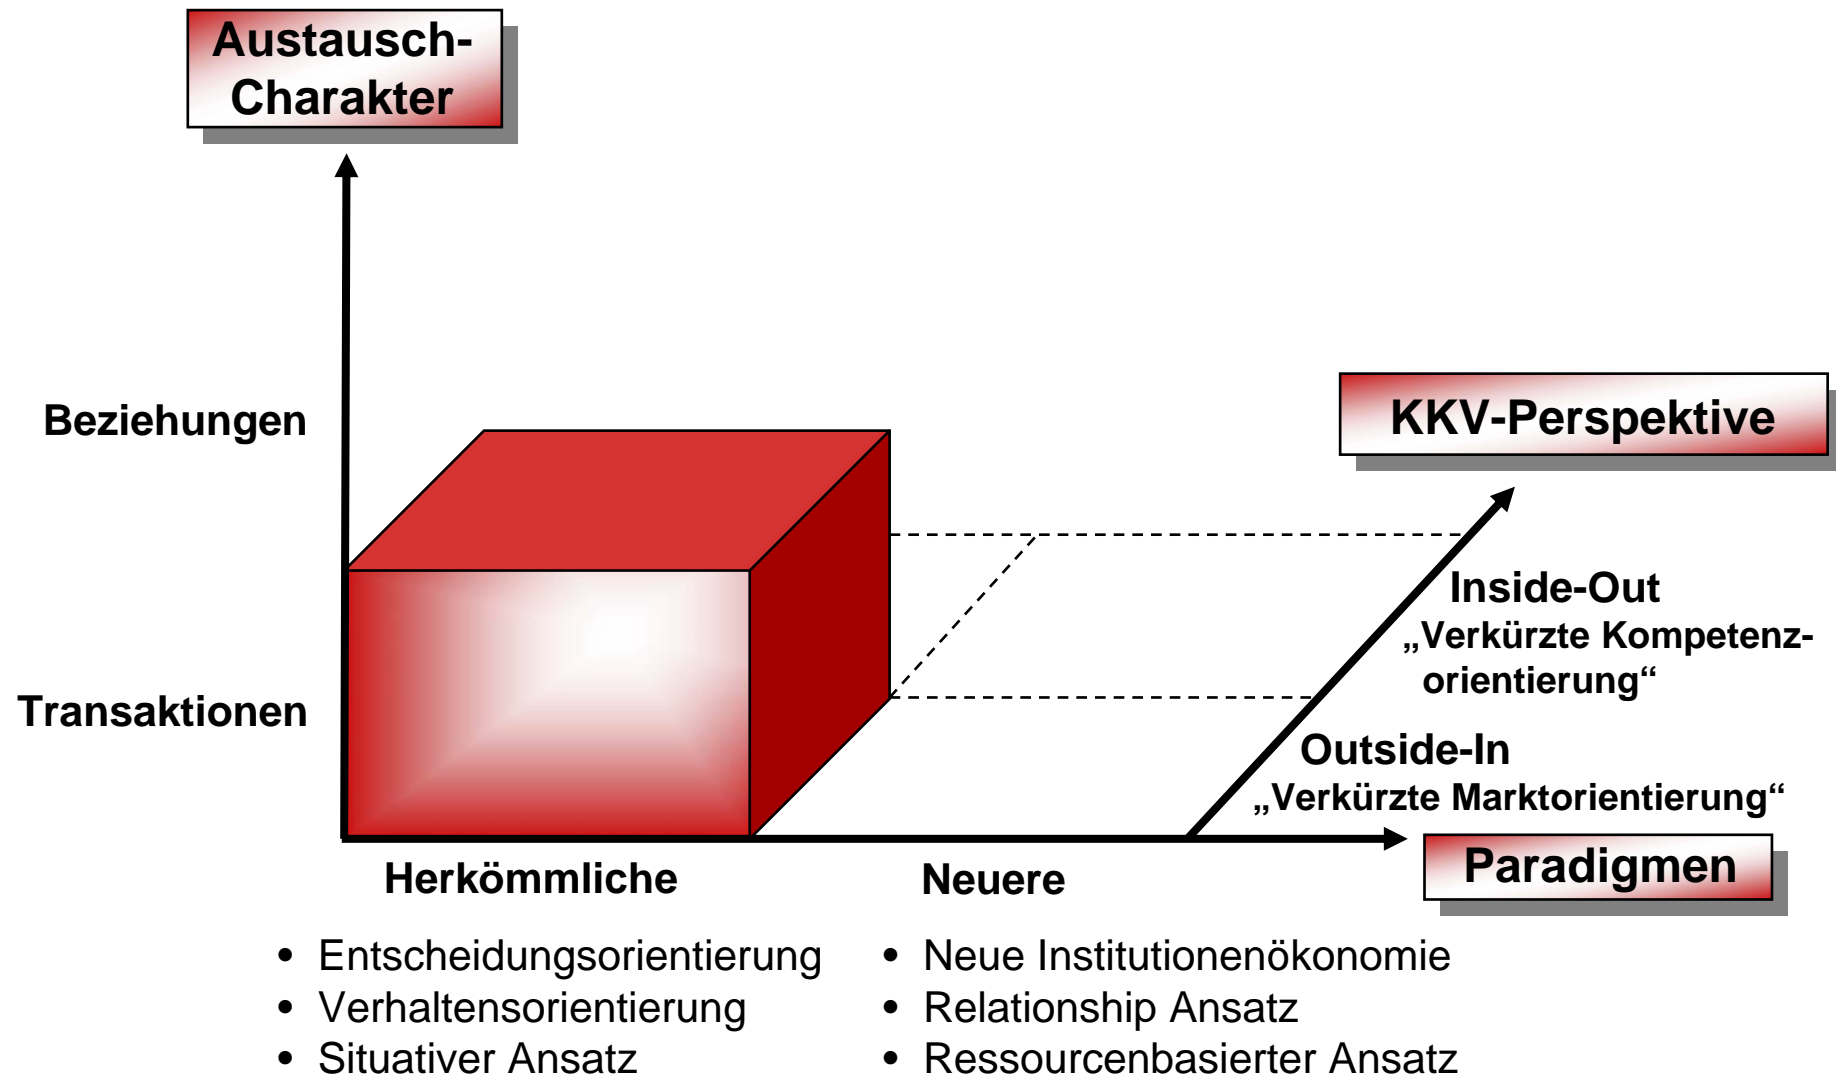 Austausch-
Charakter
Beziehungen
KKV-Perspektive
Inside-Out
„Verkürzte Kompetenz-
orientierung“
Transaktionen
Outside-In
„Verkürzte Marktorientierung“
Paradigmen
Herkömmliche
Neuere
• Entscheidungsorientierung
• Verhaltensorientierung
• Situativer Ansatz
• Neue Institutionenökonomie
• Relationship Ansatz
• Ressourcenbasierter Ansatz